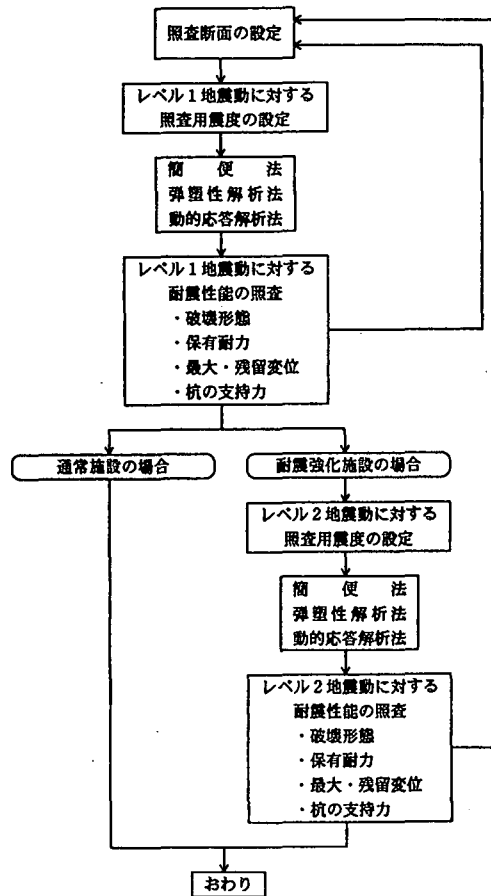 照査断面の設定
レベル1地震動に対する
照査用震度の設定
簡便法
弾塑性解析法
動的応答解析法
レベル1地震動に対する
耐震性能の照査
・破壊形態
・保有耐力
・最大・残留変位
・杭の支持力
通常施設の場合
耐震強化施設の場合
レベル2地震動に対する
照査用震度の設定
簡便法
弾塑性解析法
動的応答解析法
レベル2地震動に対する
耐震性能の照査
・破壊形態
・保有耐力
・最大・残留変位
・杭の支持力
おわり